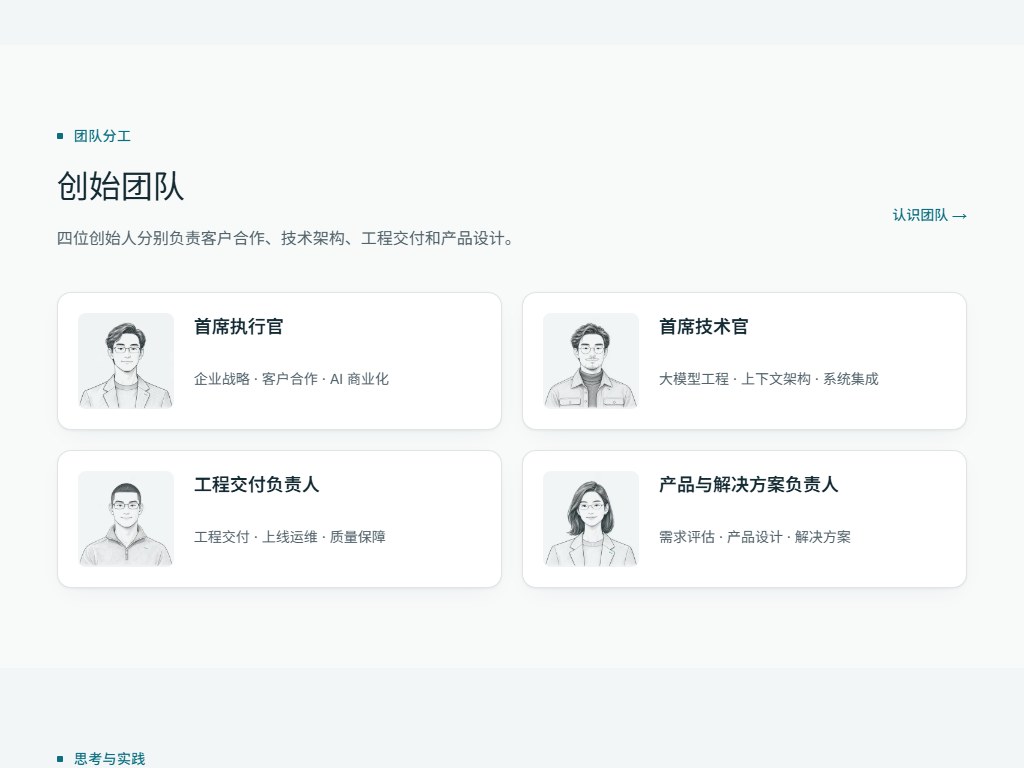 团队分工
创始团队
认识团队 →
四位创始人分别负责客户合作、技术架构、工程交付和产品设计。
首席执行官
企业战略 · 客户合作 · AI 商业化
首席技术官
大模型工程 · 上下文架构 · 系统集成
工程交付负责人
工程交付 · 上线运维 · 质量保障
产品与解决方案负责人
需求评估 · 产品设计 · 解决方案
思考与实践